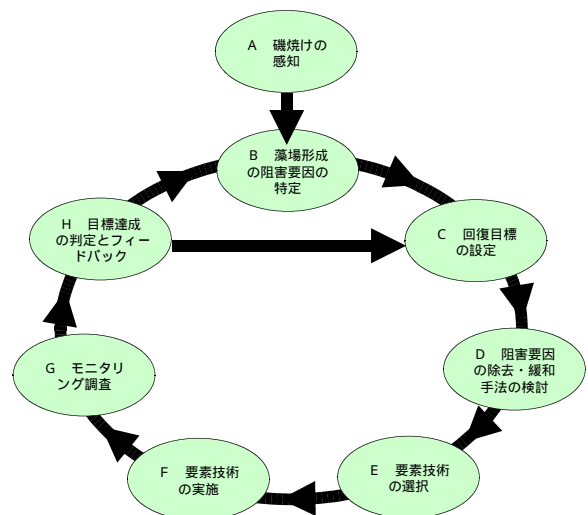 A　磯焼けの
感知
B　藻場形成
の阻害要因の
特定
C　回復目標
の設定
D　阻害要因
の除去・緩和
手法の検討
E　要素技術
の選択
F　要素技術
の実施
G　モニタリ
ング調査
H　目標達成
の判定とフィー
ドバック